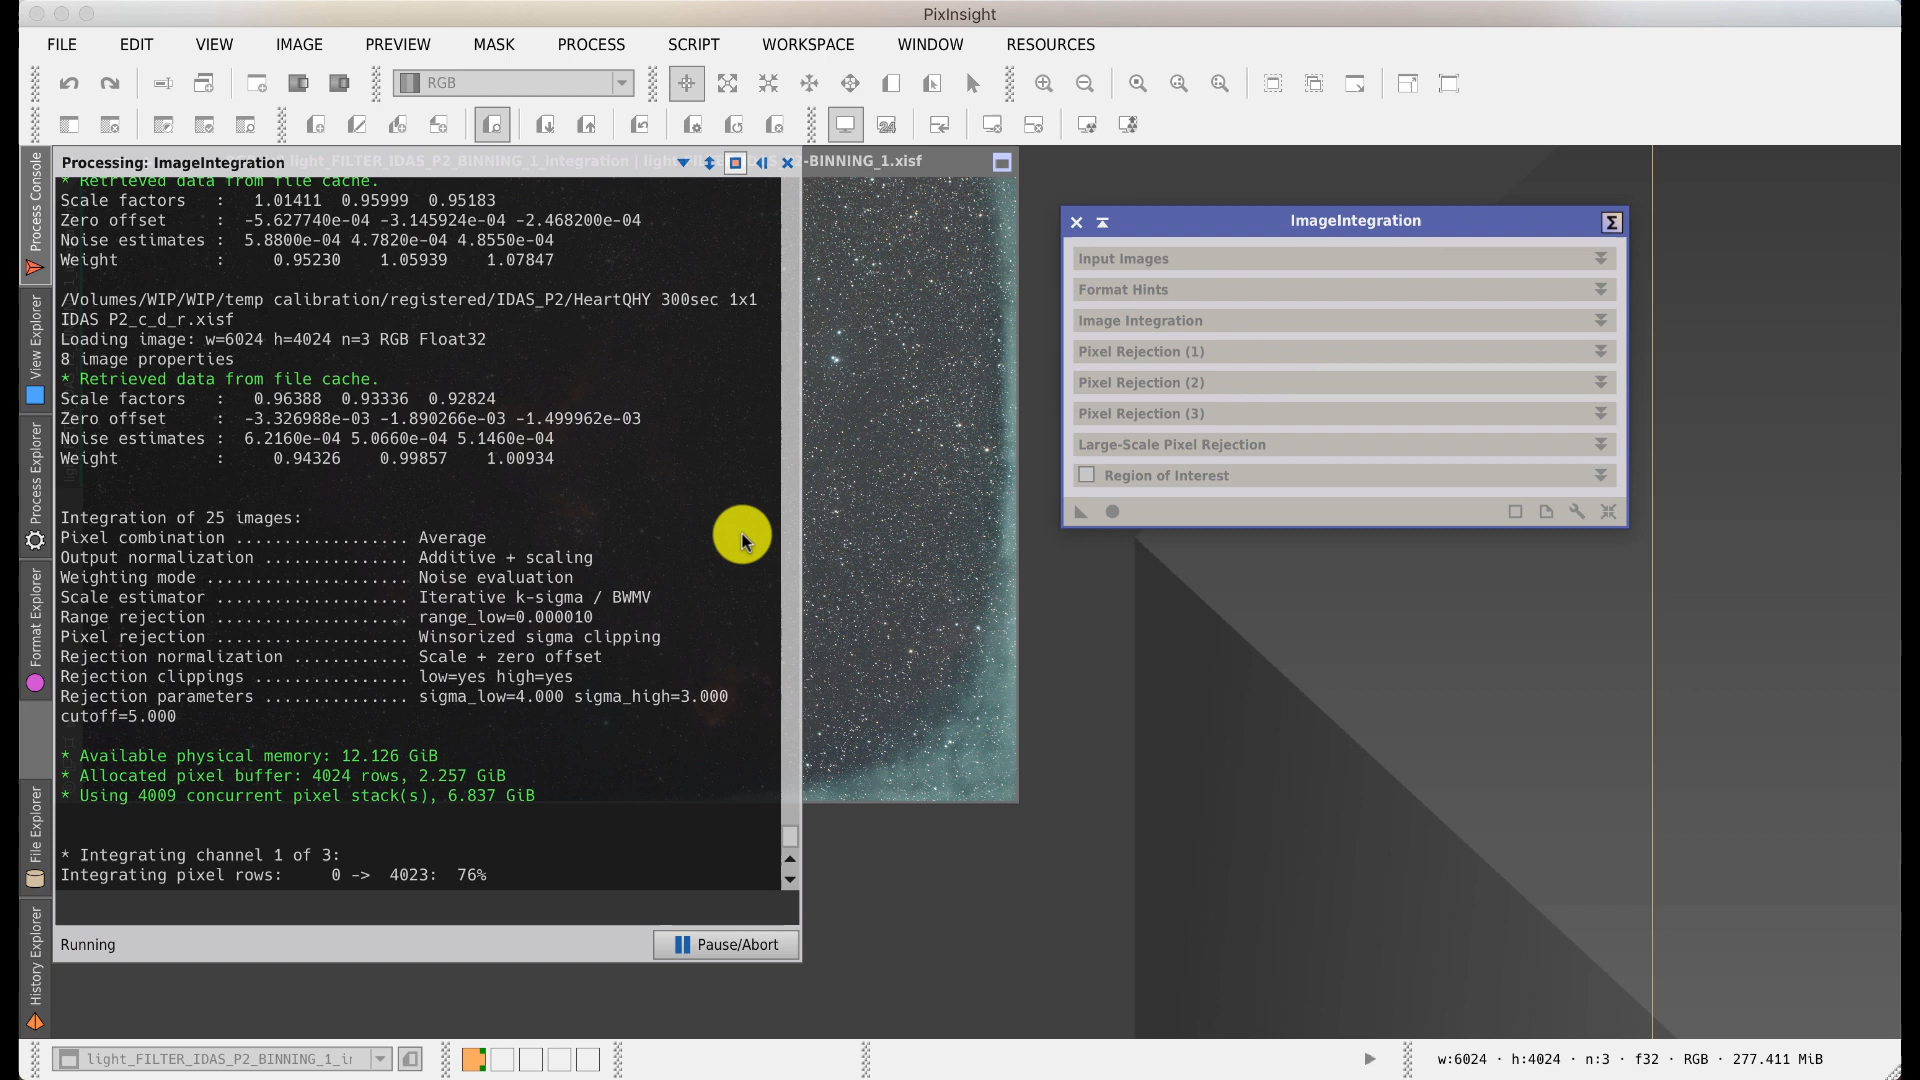 PixInsight
FILE EDIT VIEW IMAGE PREVIEW MASK PROCESS SCRIPT WORKSPACE WINDOW RESOURCES
RGB
24
Processing: ImageIntegration
light_FILTER_IDAS_P2_BINNING_1_integration | ligh
-BINNING_1.xisf
* Retrieved data from file cache.
Scale factors : 1.01411 0.95999 0.95183
Zero offset : -5.627740e-04 -3.145924e-04 -2.468200e-04
Noise estimates : 5.8800e-04 4.7820e-04 4.8550e-04
Weight : 0.95230 1.05939 1.07847
/Volumes/WIP/WIP/temp calibration/registered/IDAS_P2/HeartQHY 300sec 1x1
IDAS P2_c_d_r.xisf
Loading image: w=6024 h=4024 n=3 RGB Float32
8 image properties
* Retrieved data from file cache.
Scale factors : 0.96388 0.93336 0.92824
Zero offset : -3.326988e-03 -1.890266e-03 -1.499962e-03
Noise estimates : 6.2160e-04 5.0660e-04 5.1460e-04
Weight : 0.94326 0.99857 1.00934
Integration of 25 images:
Pixel combination .................. Average
Output normalization ............... Additive + scaling
Weighting mode ..................... Noise evaluation
Scale estimator .................... Iterative k-sigma / BWMV
Range rejection .................... range_low=0.000010
Pixel rejection .................... Winsorized sigma clipping
Rejection normalization ............ Scale + zero offset
Rejection clippings ................ low=yes high=yes
Rejection parameters ............... sigma_low=4.000 sigma_high=3.000
cutoff=5.000
* Available physical memory: 12.126 GiB
* Allocated pixel buffer: 4024 rows, 2.257 GiB
* Using 4009 concurrent pixel stack(s), 6.837 GiB
* Integrating channel 1 of 3:
Integrating pixel rows: 0 -> 4023: 76%
Running
Pause/Abort
Process Console
View Explorer
Process Explorer
Format Explorer
File Explorer
History Explorer
ImageIntegration
Σ
Input Images
Format Hints
Image Integration
Pixel Rejection (1)
Pixel Rejection (2)
Pixel Rejection (3)
Large-Scale Pixel Rejection
Region of Interest
light_FILTER_IDAS_P2_BINNING_1_ir
w:6024 · h:4024 · n:3 · f32 · RGB · 277.411 MiB